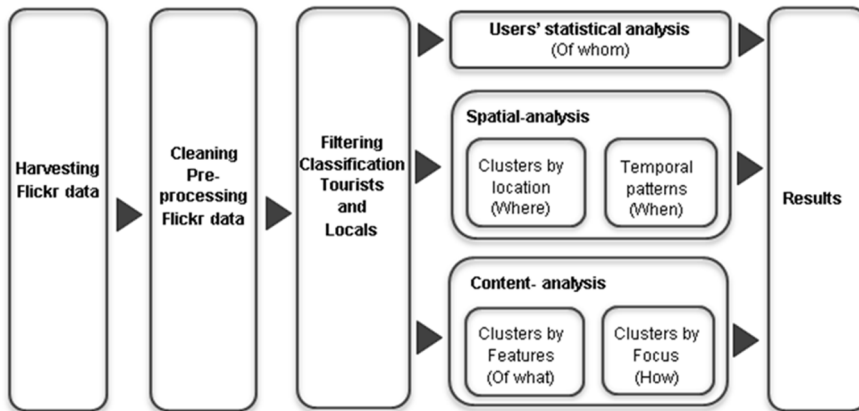 Harvesting
Flickr data
Cleaning
Pre-
processing
Flickr data
Filtering
Classification
Tourists
and
Locals
Users' statistical analysis
(Of whom)
Spatial-analysis
Clusters by
location
(Where)
Temporal
patterns
(When)
Content- analysis
Clusters by
Features
(Of what)
Clusters by
Focus
(How)
Results